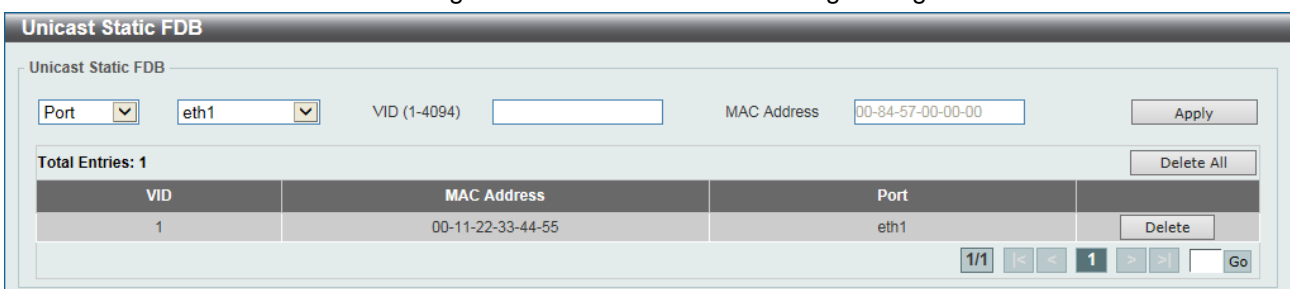 Unicast Static FDB
Unicast Static FDB
Port eth1 VID (1-4094) MAC Address 00-84-57-00-00-00 Apply
Total Entries: 1 Delete All
VID MAC Address Port
1 00-11-22-33-44-55 eth1 Delete
1/1 |< < 1 > >| Go